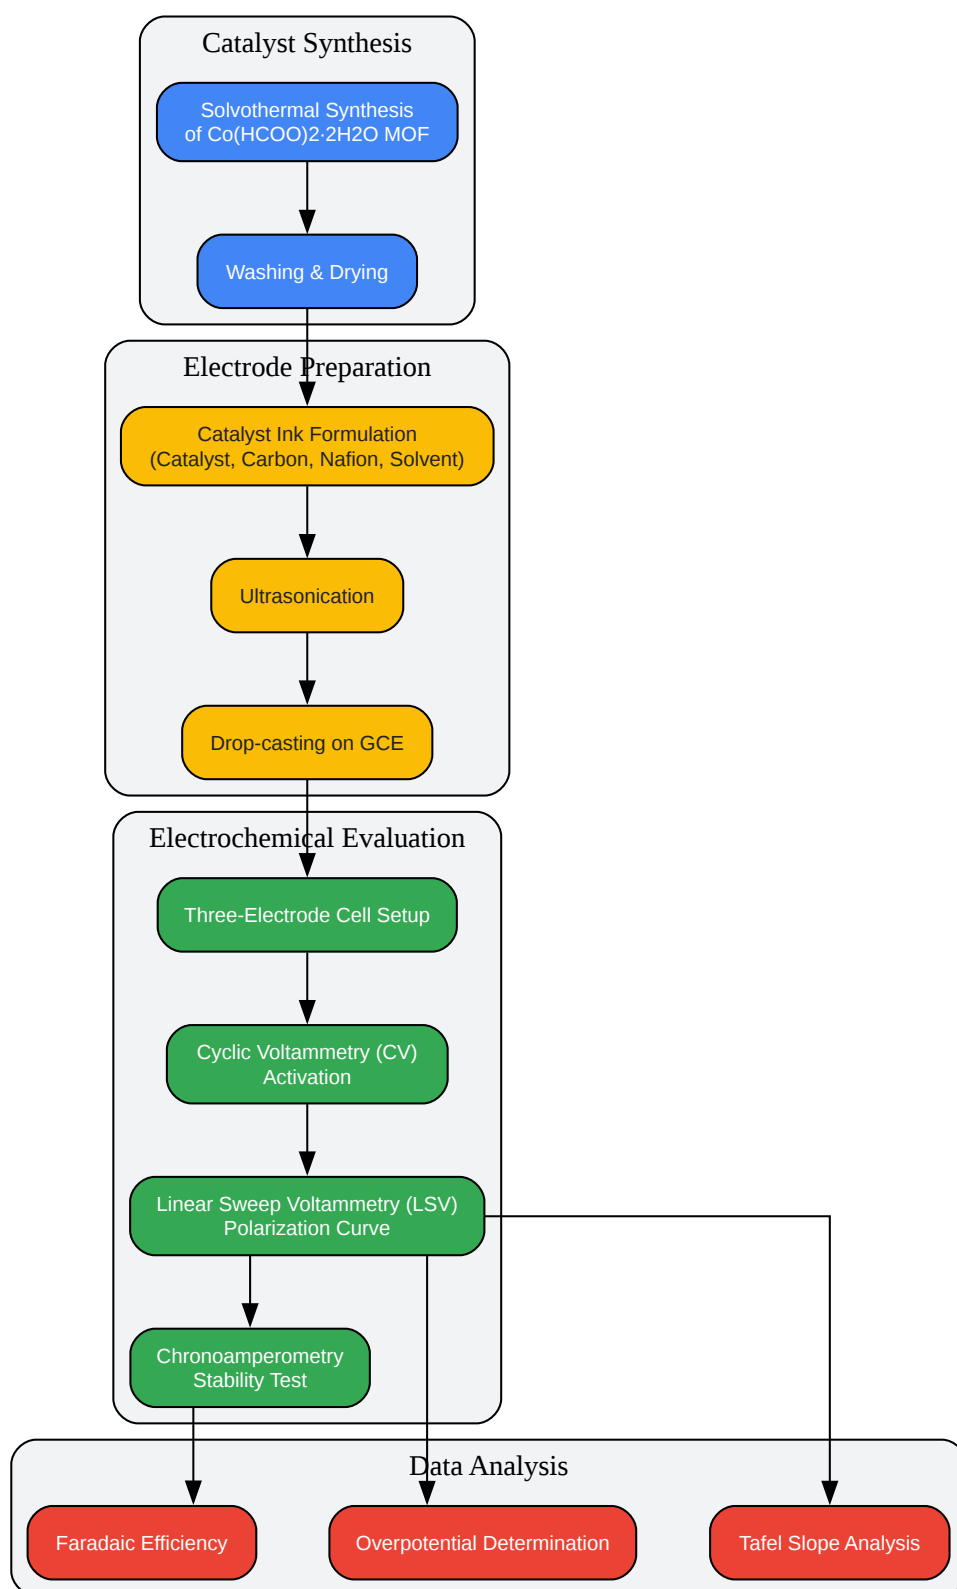 Catalyst Synthesis
Solvothermal Synthesis
of Co(HCOO)2·2H2O MOF
Washing & Drying
Electrode Preparation
Catalyst Ink Formulation
(Catalyst, Carbon, Nafion, Solvent)
Ultrasonication
Drop-casting on GCE
Electrochemical Evaluation
Three-Electrode Cell Setup
Cyclic Voltammetry (CV)
Activation
Linear Sweep Voltammetry (LSV)
Polarization Curve
Chronoamperometry
Stability Test
Data Analysis
Faradaic Efficiency
Overpotential Determination
Tafel Slope Analysis